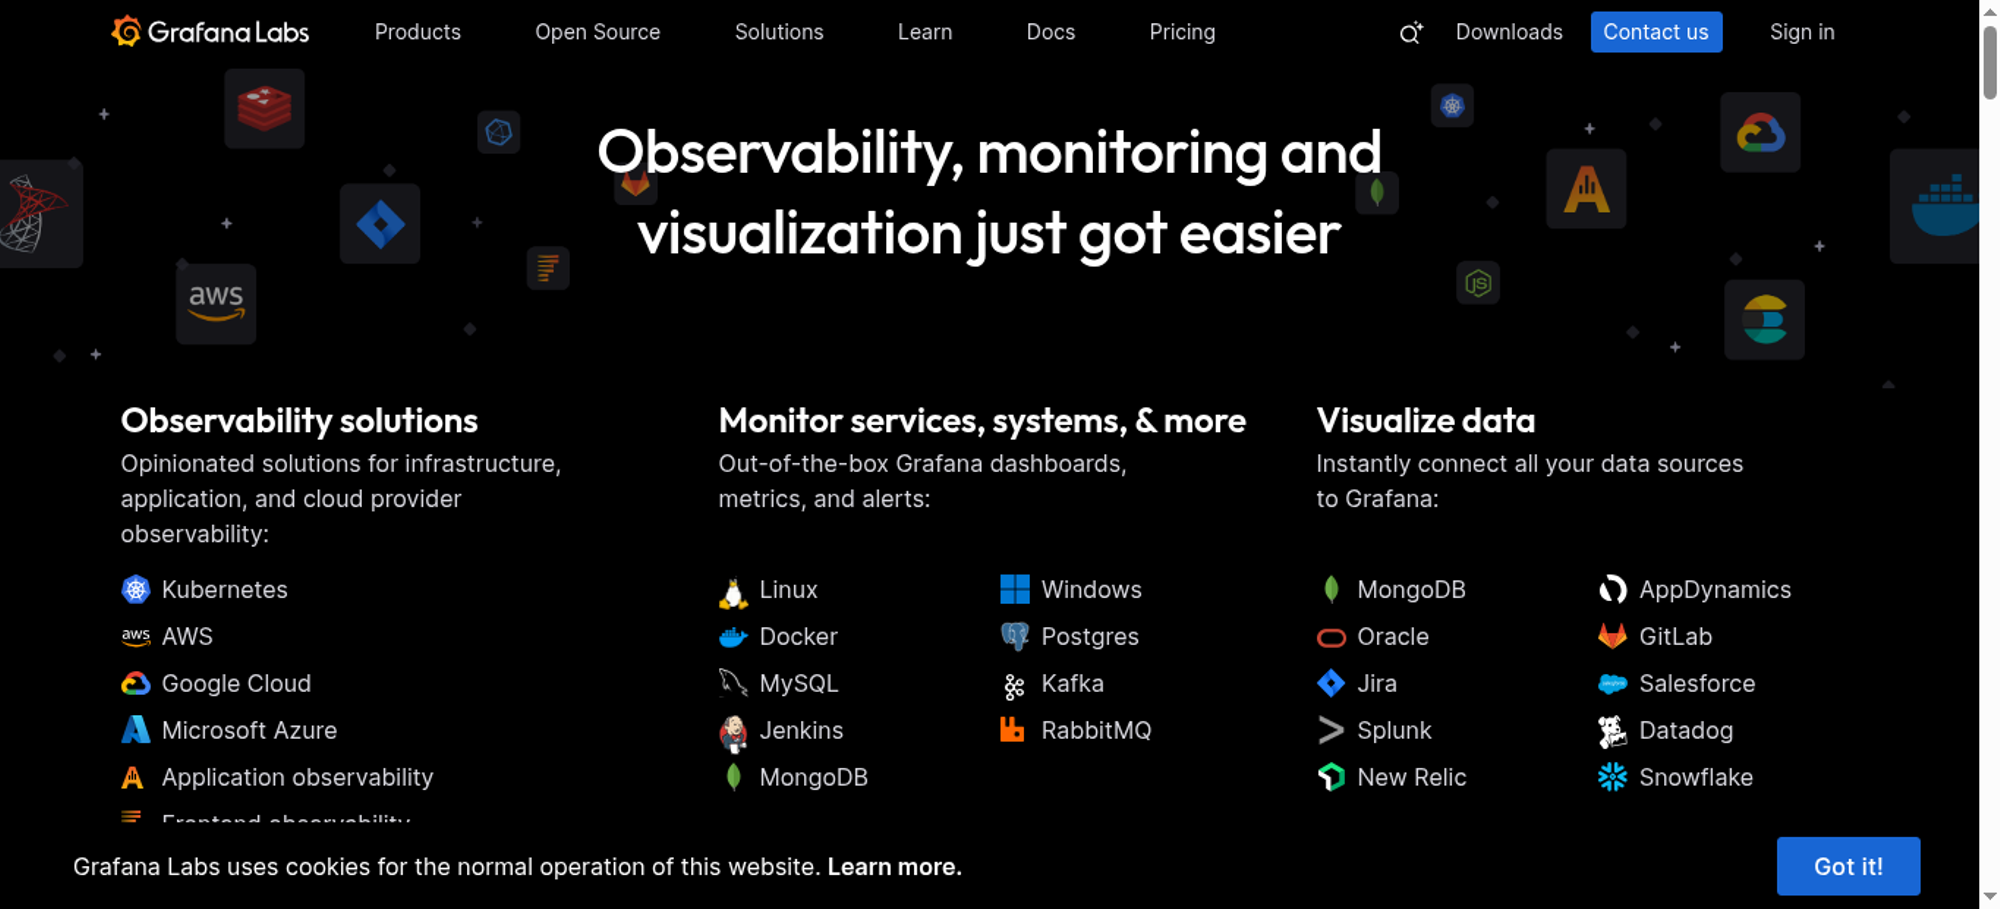 Grafana Labs
Products
Open Source
Solutions
Learn
Docs
Pricing
Downloads
Contact us
Sign in
Observability, monitoring and
visualization just got easier
aws
JS
Observability solutions
Opinionated solutions for infrastructure,
application, and cloud provider
observability:
Kubernetes
aws AWS
Google Cloud
Microsoft Azure
Application observability
Frontend observability
Monitor services, systems, & more
Out-of-the-box Grafana dashboards,
metrics, and alerts:
Linux
Docker
MySQL
Jenkins
MongoDB
Windows
Postgres
Kafka
RabbitMQ
Visualize data
Instantly connect all your data sources
to Grafana:
MongoDB
Oracle
Jira
Splunk
New Relic
AppDynamics
GitLab
Salesforce
Datadog
Snowflake
Grafana Labs uses cookies for the normal operation of this website. Learn more.
Got it!